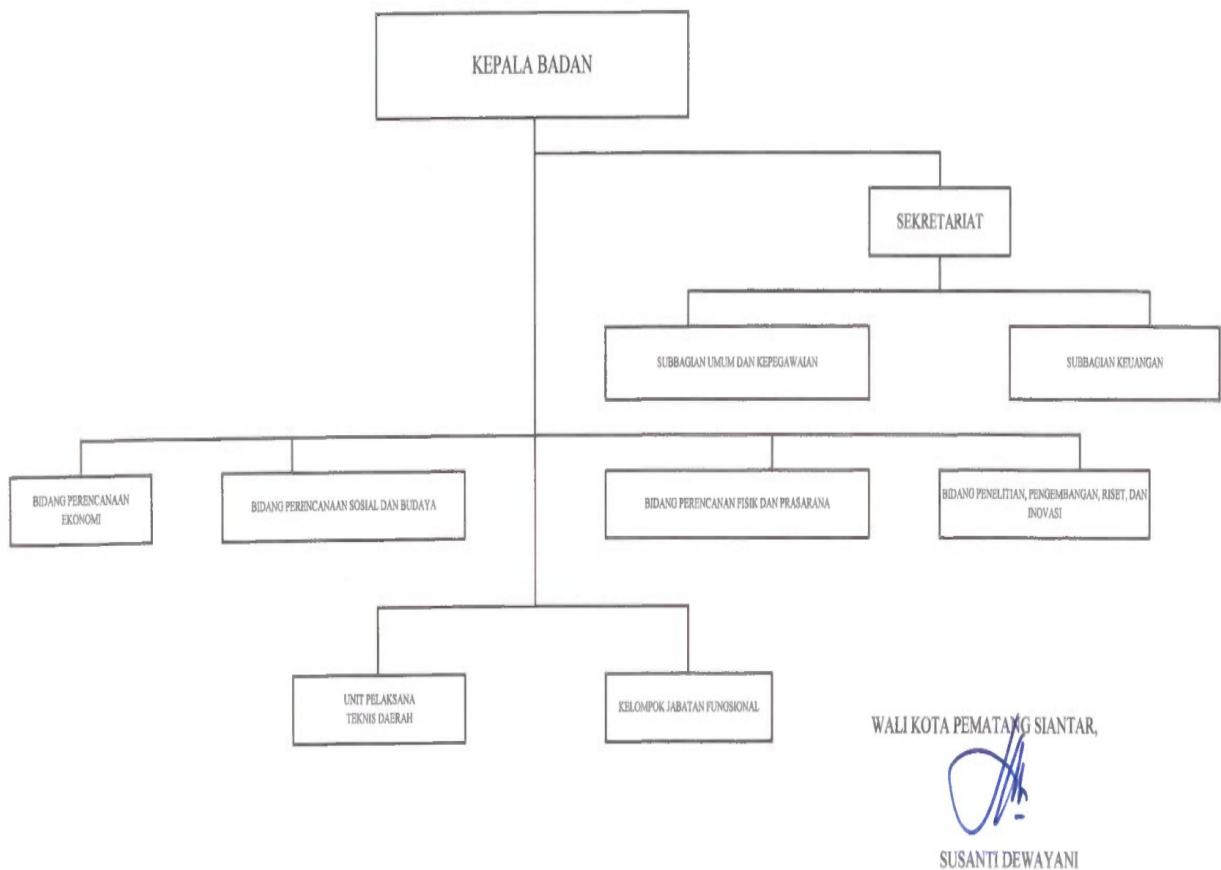 KEPALA BADAN
SEKRETARIAT
SUBBAGIAN UMUM DAN KEPEGAWAIAN
SUBBAGIAN KEUANGAN
BIDANG PERENCANAAN
EKONOMI
BIDANG PERENCANAAN SOSIAL DAN BUDAYA
BIDANG PERENCANAN FISIK DAN PRASARANA
BIDANG PENELITIAN, PENGEMBANGAN, RISET, DAN
INOVASI
UNIT PELAKSANA
TEKNIS DAERAH
KELOMPOK JABATAN FUNGSIONAL
WALI KOTA PEMATANG SIANTAR,
SUSANTI DEWAYANI